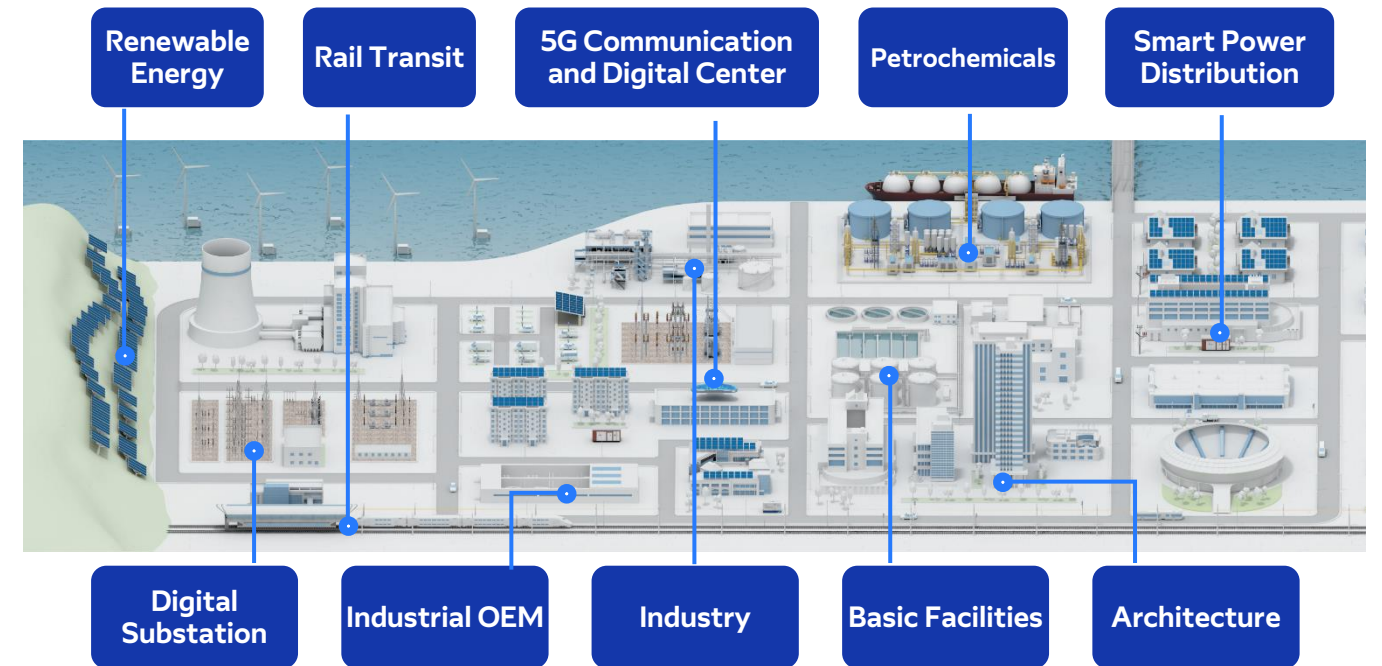 Renewable
Energy
Rail Transit
5G Communication
and Digital Center
Petrochemicals
Smart Power
Distribution
Digital
Substation
Industrial OEM
Industry
Basic Facilities
Architecture